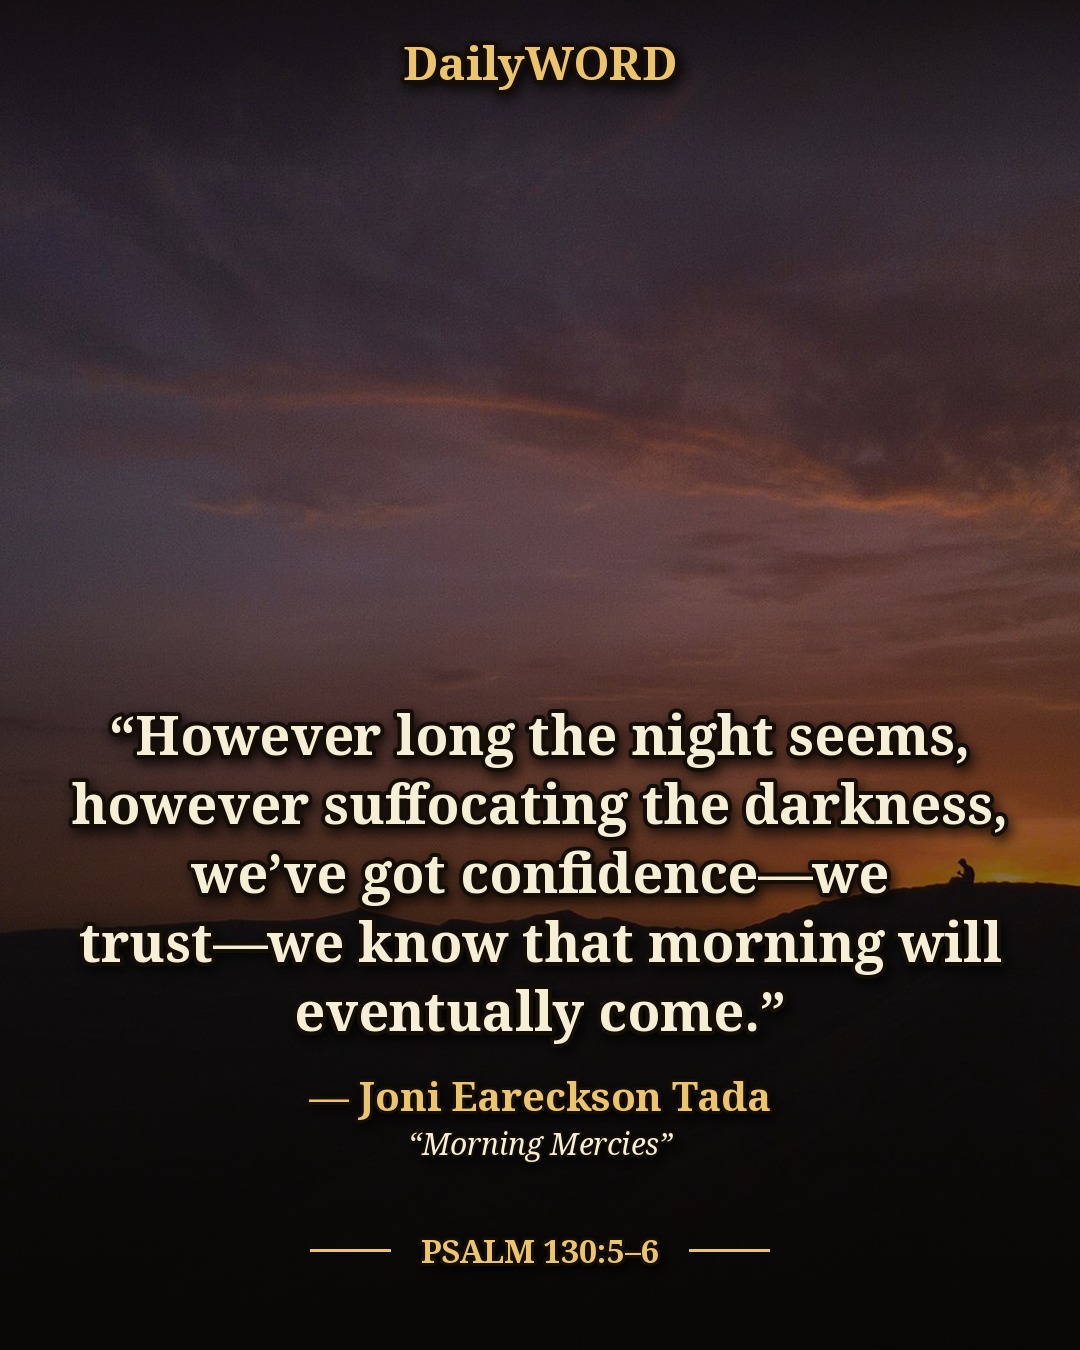 DailyWORD
“However long the night seems,
however suffocating the darkness,
we’ve got confidence—we
trust—we know that morning will
eventually come.”
— Joni Eareckson Tada
“Morning Mercies”
PSALM 130:5–6